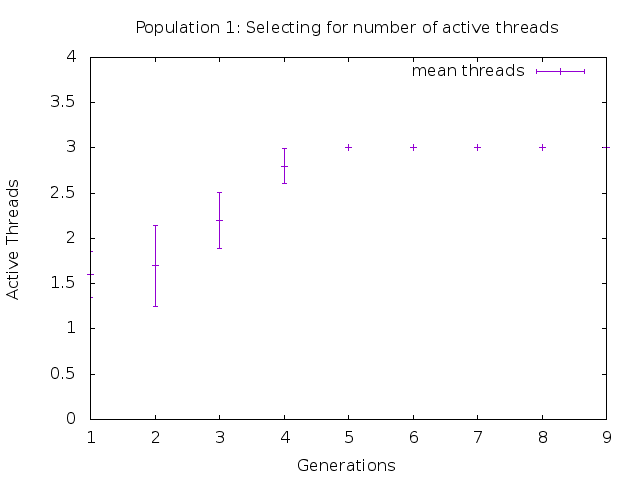 Population 1: Selecting for number of active threads
mean threads
4
3.5
3
2.5
2
1.5
1
0.5
0
Active Threads
1 2 3 4 5 6 7 8 9
Generations